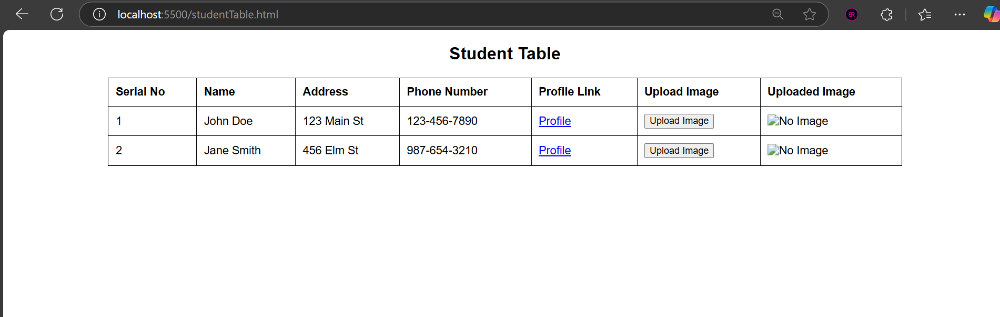 localhost:5500/studentTable.html
Student Table
Serial No Name Address Phone Number Profile Link Upload Image Uploaded Image
1 John Doe 123 Main St 123-456-7890 Profile Upload Image No Image
2 Jane Smith 456 Elm St 987-654-3210 Profile Upload Image No Image